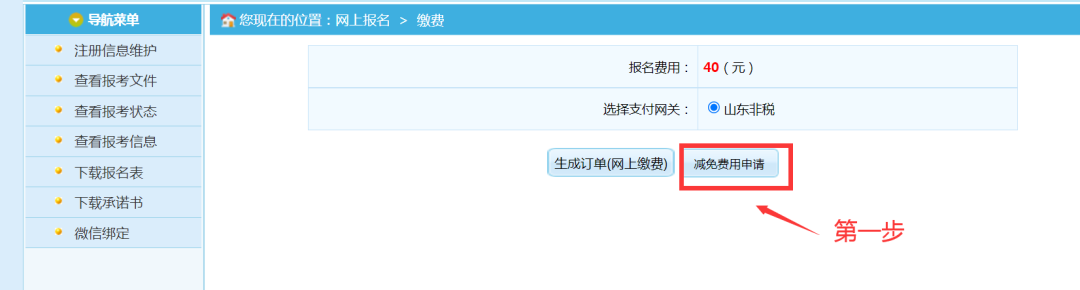 导航菜单
注册信息维护
查看报考文件
查看报考状态
查看报考信息
下载报名表
下载承诺书
微信绑定
您现在的位置：网上报名 > 缴费
报名费用： 40（元）
选择支付网关： 山东非税
生成订单(网上缴费) 减免费用申请
第一步